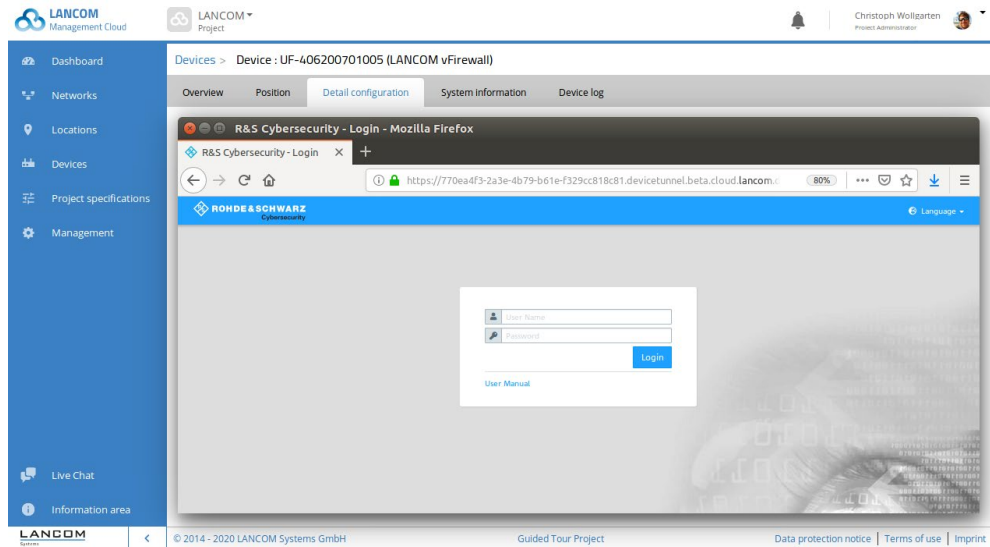 LANCOM
Management Cloud
LANCOM
Project
Christoph Wollgarten
Project Administrator
Dashboard
Networks
Locations
Devices
Project specifications
Management
Live Chat
Information area
LANCOM
Systems
Devices > Device : UF-406200701005 (LANCOM vFirewall)
Overview Position Detail configuration System information Device log
R&S Cybersecurity - Login - Mozilla Firefox
R&S Cybersecurity - Login
https://770ea4f3-2a3e-4b79-b61e-f329cc818c81.devicetunnel.beta.cloud.lancom.
80%
ROHDE&SCHWARZ
Cybersecurity
Language
User Name
Password
Login
User Manual
© 2014 - 2020 LANCOM Systems GmbH
Guided Tour Project
Data protection notice | Terms of use | Imprint